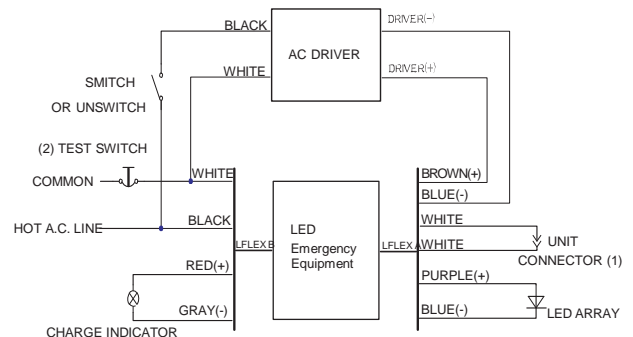 BLACK
DRIVER(-)
AC DRIVER
WHITE
DRIVER(+)
SMITCH
OR UNSWITCH
(2) TEST SWITCH
COMMON
WHITE
BROWN(+)
BLUE(-)
HOT A.C. LINE
BLACK
LED
Emergency
Equipment
WHITE
LFLEX B
LFLEX A
WHITE
UNIT
CONNECTOR (1)
RED(+)
PURPLE(+)
GRAY(-)
BLUE(-)
LED ARRAY
CHARGE INDICATOR